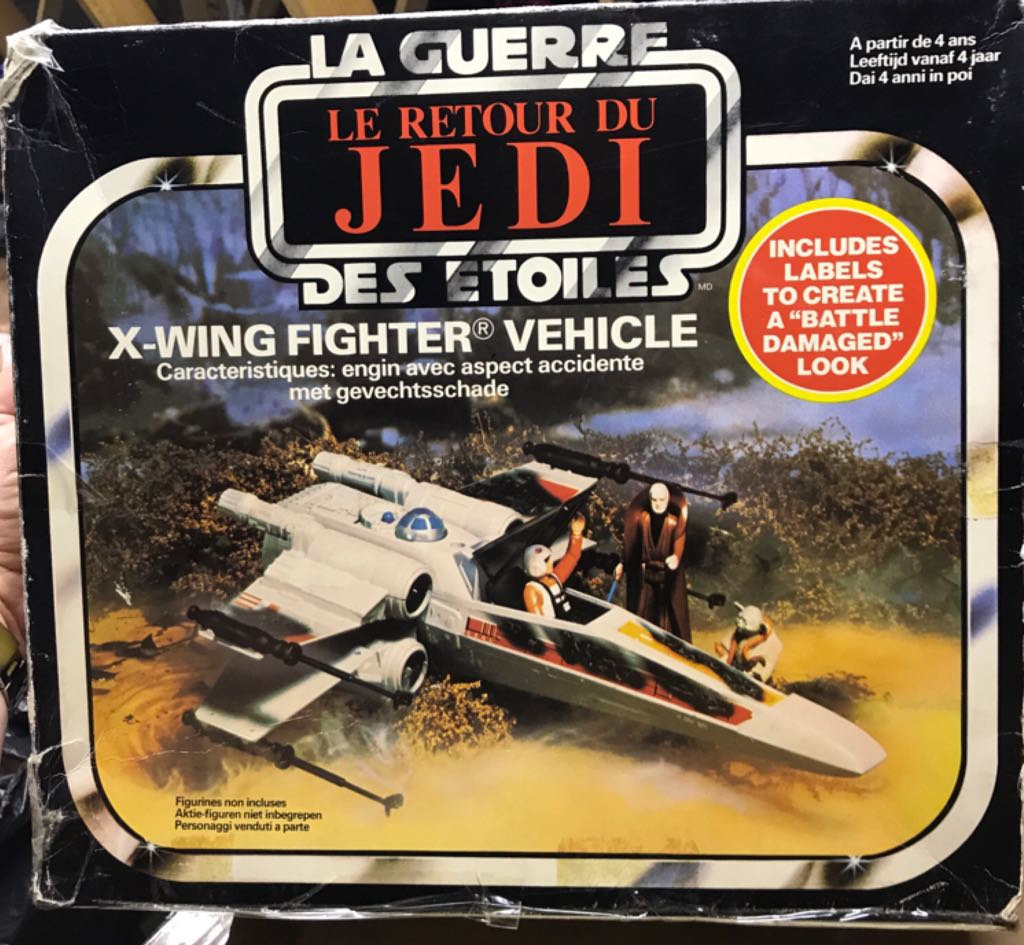 LA GUERRE
LE RETOUR DU
JEDI
DES ETOILES MD
A partir de 4 ans
Leeftijd vanaf 4 jaar
Dai 4 anni in poi
INCLUDES
LABELS
TO CREATE
A “BATTLE
DAMAGED”
LOOK
X-WING FIGHTER® VEHICLE
Caracteristiques: engin avec aspect accidente
met gevechtsschade
Figurines non incluses
Aktie-figuren niet inbegrepen
Personaggi venduti a parte